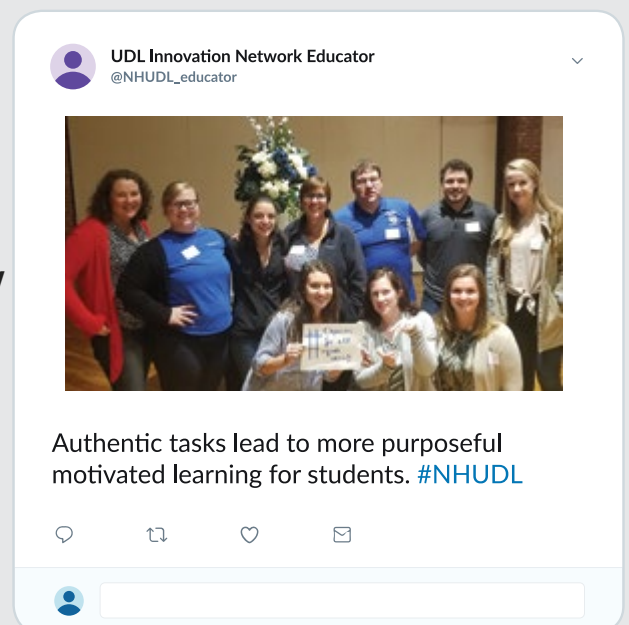 UDL Innovation Network Educator
@NHUDL_educator
Authentic tasks lead to more purposeful
motivated learning for students. #NHUDL